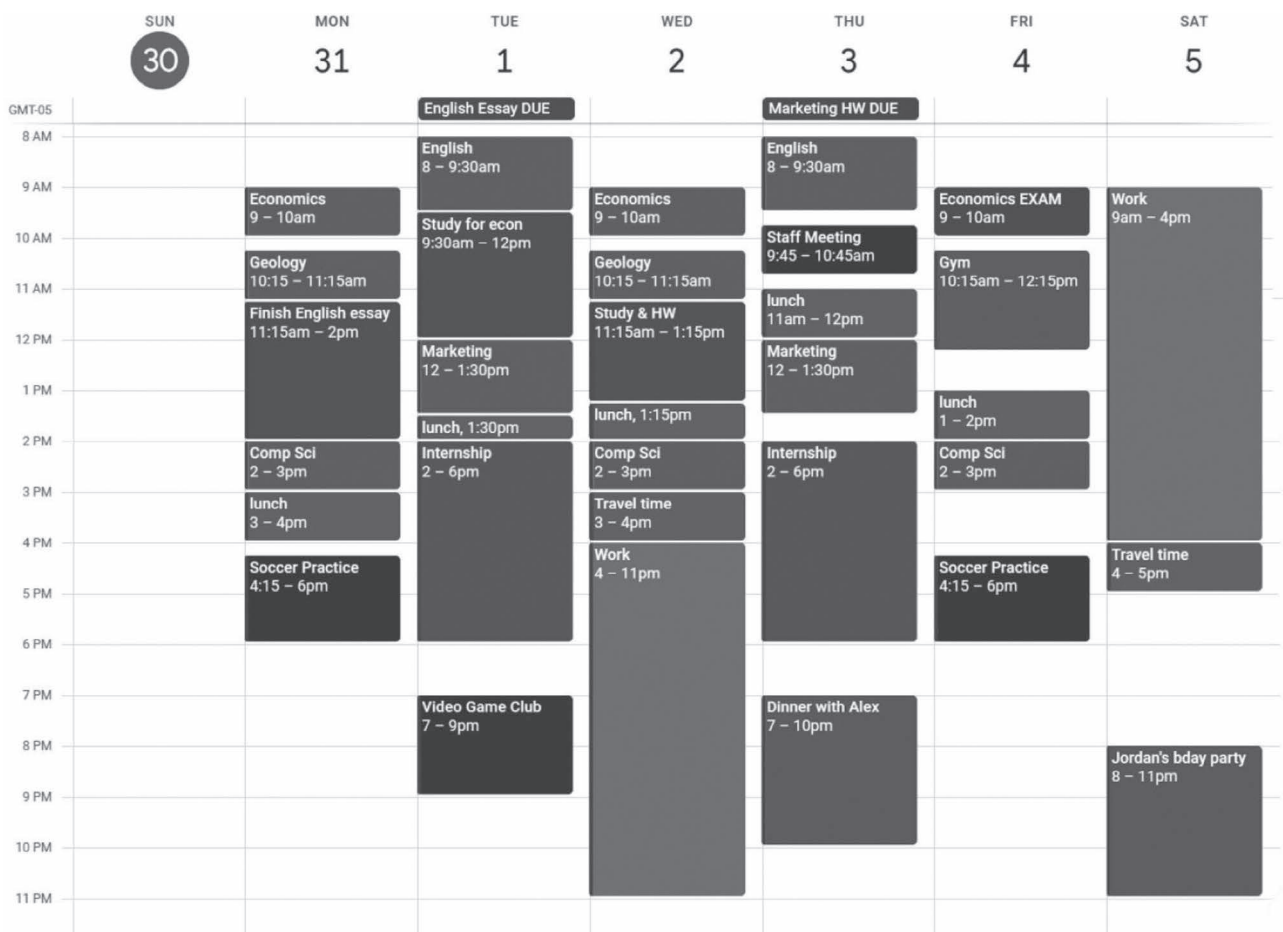 SUN MON TUE WED THU FRI SAT
30 31 1 2 3 4 5
GMT-05
English Essay DUE
Marketing HW DUE
8 AM
9 AM
10 AM
11 AM
12 PM
1 PM
2 PM
3 PM
4 PM
5 PM
6 PM
7 PM
8 PM
9 PM
10 PM
11 PM
Economics
9 – 10am
Geology
10:15 – 11:15am
Finish English essay
11:15am – 2pm
Comp Sci
2 – 3pm
lunch
3 – 4pm
Soccer Practice
4:15 – 6pm
English
8 – 9:30am
Study for econ
9:30am – 12pm
Marketing
12 – 1:30pm
lunch, 1:30pm
Internship
2 – 6pm
Video Game Club
7 – 9pm
Economics
9 – 10am
Geology
10:15 – 11:15am
Study & HW
11:15am – 1:15pm
lunch, 1:15pm
Comp Sci
2 – 3pm
Travel time
3 – 4pm
Work
4 – 11pm
English
8 – 9:30am
Staff Meeting
9:45 – 10:45am
lunch
11am – 12pm
Marketing
12 – 1:30pm
Internship
2 – 6pm
Dinner with Alex
7 – 10pm
Economics EXAM
9 – 10am
Gym
10:15am – 12:15pm
lunch
1 – 2pm
Comp Sci
2 – 3pm
Soccer Practice
4:15 – 6pm
Work
9am – 4pm
Travel time
4 – 5pm
Jordan's bday party
8 – 11pm